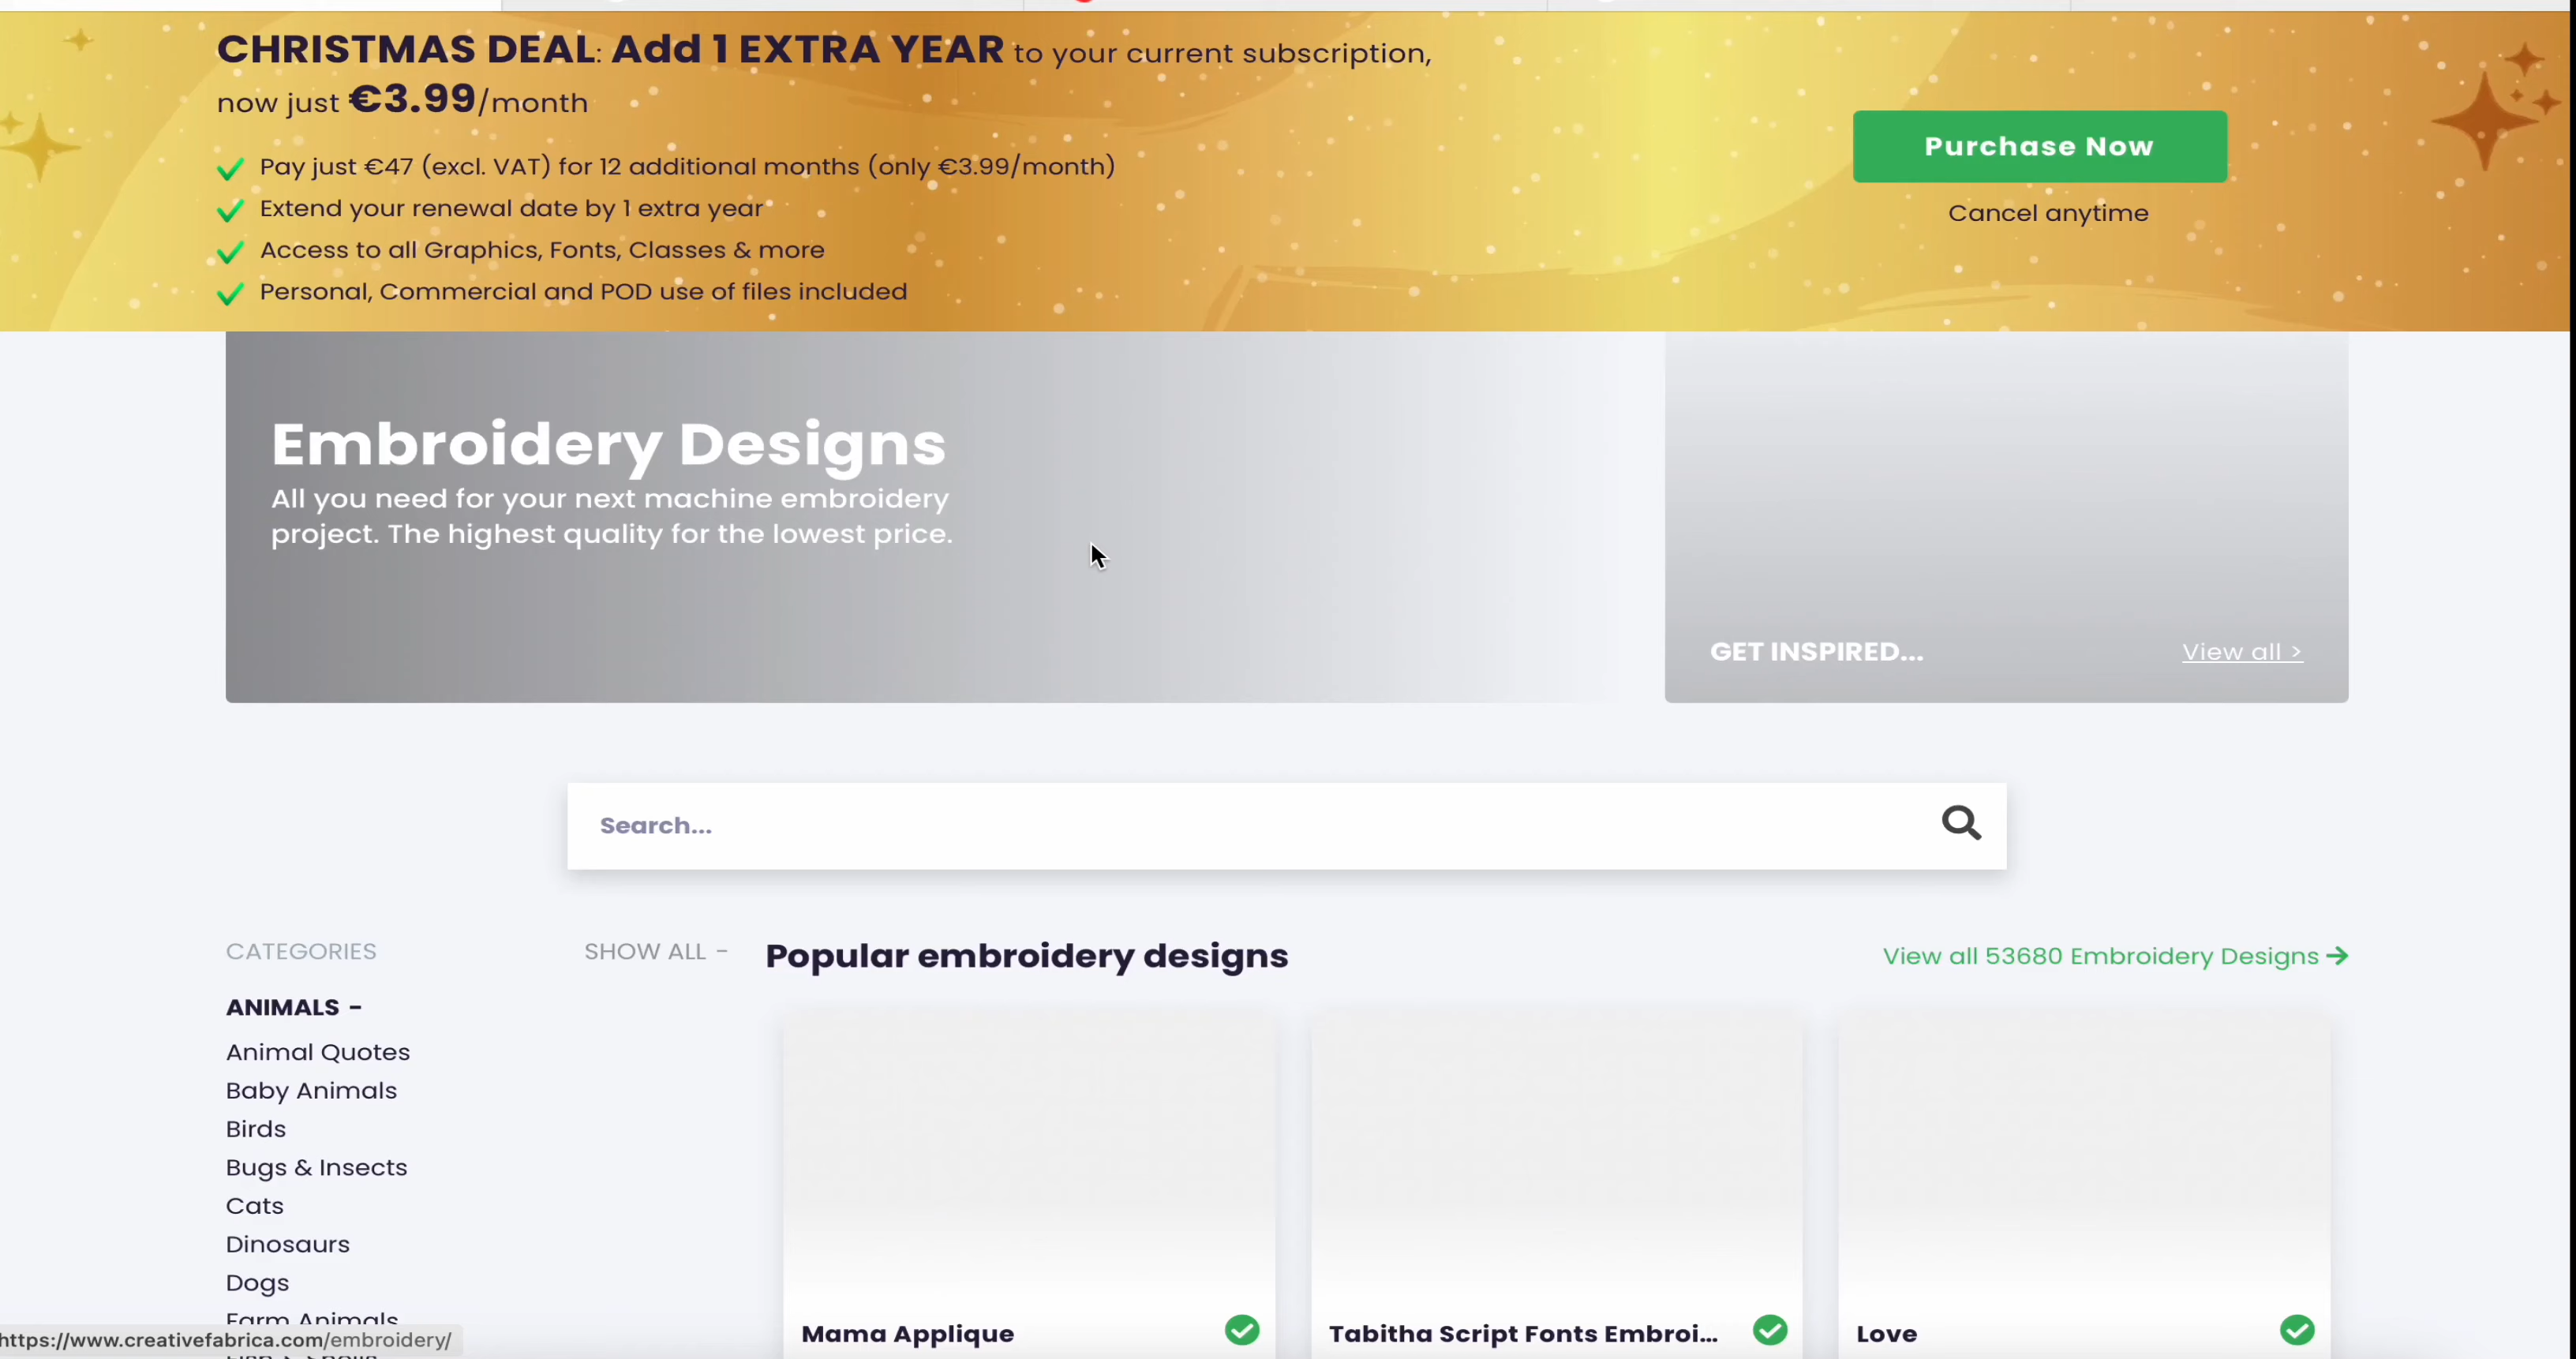 CHRISTMAS DEAL: Add 1 EXTRA YEAR to your current subscription,
now just €3.99/month
Pay just €47 (excl. VAT) for 12 additional months (only €3.99/month)
Extend your renewal date by 1 extra year
Access to all Graphics, Fonts, Classes & more
Personal, Commercial and POD use of files included
Purchase Now
Cancel anytime
Embroidery Designs
All you need for your next machine embroidery
project. The highest quality for the lowest price.
GET INSPIRED...
View all >
Search...
CATEGORIES
SHOW ALL -
ANIMALS -
Animal Quotes
Baby Animals
Birds
Bugs & Insects
Cats
Dinosaurs
Dogs
Farm Animals
https://www.creativefabrica.com/embroidery/
Popular embroidery designs
View all 53680 Embroidery Designs →
Mama Applique
Tabitha Script Fonts Embroi...
Love